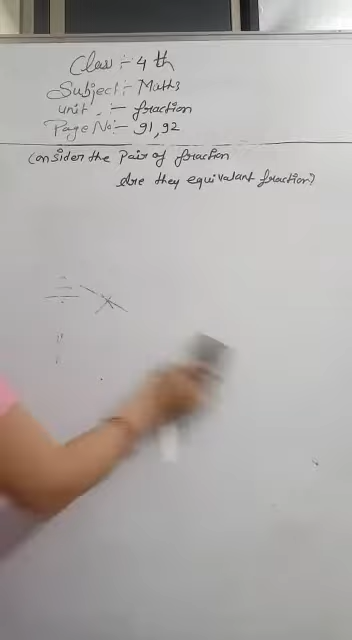 Class :- 4 th
Subject :- Maths
unit :- fraction
Page No :- 91, 92
Consider the Pair of fraction
Are they equivalant fraction?